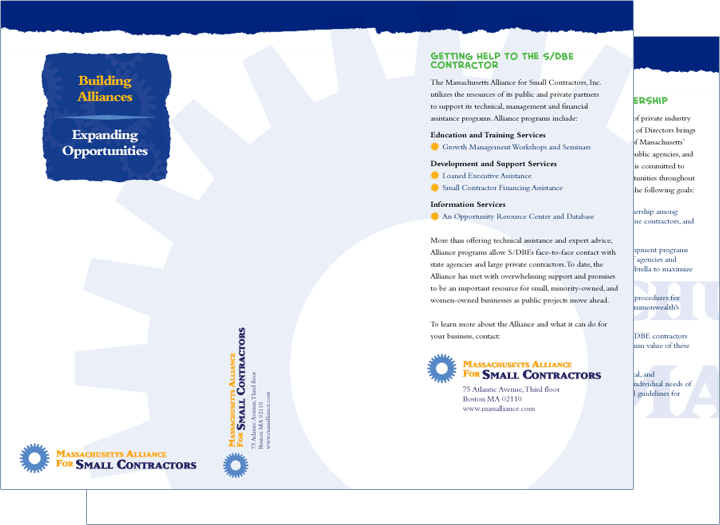 Building
Alliances
Expanding
Opportunities
MASSACHUSETTS ALLIANCE
FOR SMALL CONTRACTORS
MASSACHUSETTS ALLIANCE
FOR SMALL CONTRACTORS
75 Atlantic Avenue, Third floor
Boston MA 02110
www.massalliance.com
GETTING HELP TO THE S/DBE
CONTRACTOR
The Massachusetts Alliance for Small Contractors, Inc.
utilizes the resources of its public and private partners
to support its technical, management and financial
assistance programs. Alliance programs include:
Education and Training Services
Growth Management Workshops and Seminars
Development and Support Services
Loaned Executive Assistance
Small Contractor Financing Assistance
Information Services
An Opportunity Resource Center and Database
More than offering technical assistance and expert advice,
Alliance programs allow S/DBEs face-to-face contact with
state agencies and large private contractors. To date, the
Alliance has met with overwhelming support and promises
to be an important resource for small, minority-owned, and
women-owned businesses as public projects move ahead.
To learn more about the Alliance and what it can do for
your business, contact:
MASSACHUSETTS ALLIANCE
FOR SMALL CONTRACTORS
75 Atlantic Avenue, Third floor
Boston MA 02110
www.massalliance.com
ERSHIP
of private industry
of Directors brings
of Massachusetts'
ublic agencies, and
is committed to
tunities throughout
he following goals:
ership among
me contractors, and
opment programs
agencies and
brella to maximize
procedures for
mmonwealth's
DBE contractors
um value of these
al, and
ndividual needs of
guidelines for
CHU
IA